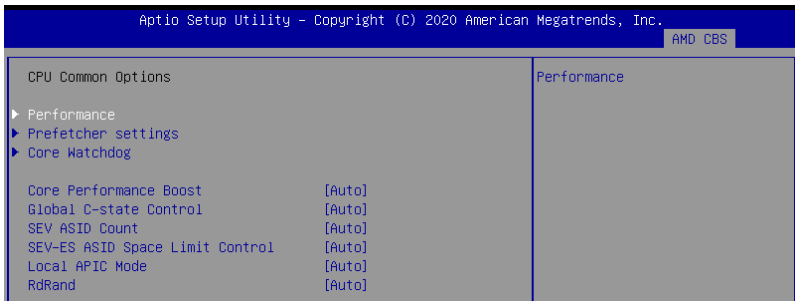 Aptio Setup Utility – Copyright (C) 2020 American Megatrends, Inc.
AMD CBS
CPU Common Options
Performance
Performance
Prefetcher settings
Core Watchdog
Core Performance Boost [Auto]
Global C-state Control [Auto]
SEV ASID Count [Auto]
SEV-ES ASID Space Limit Control [Auto]
Local APIC Mode [Auto]
RdRand [Auto]